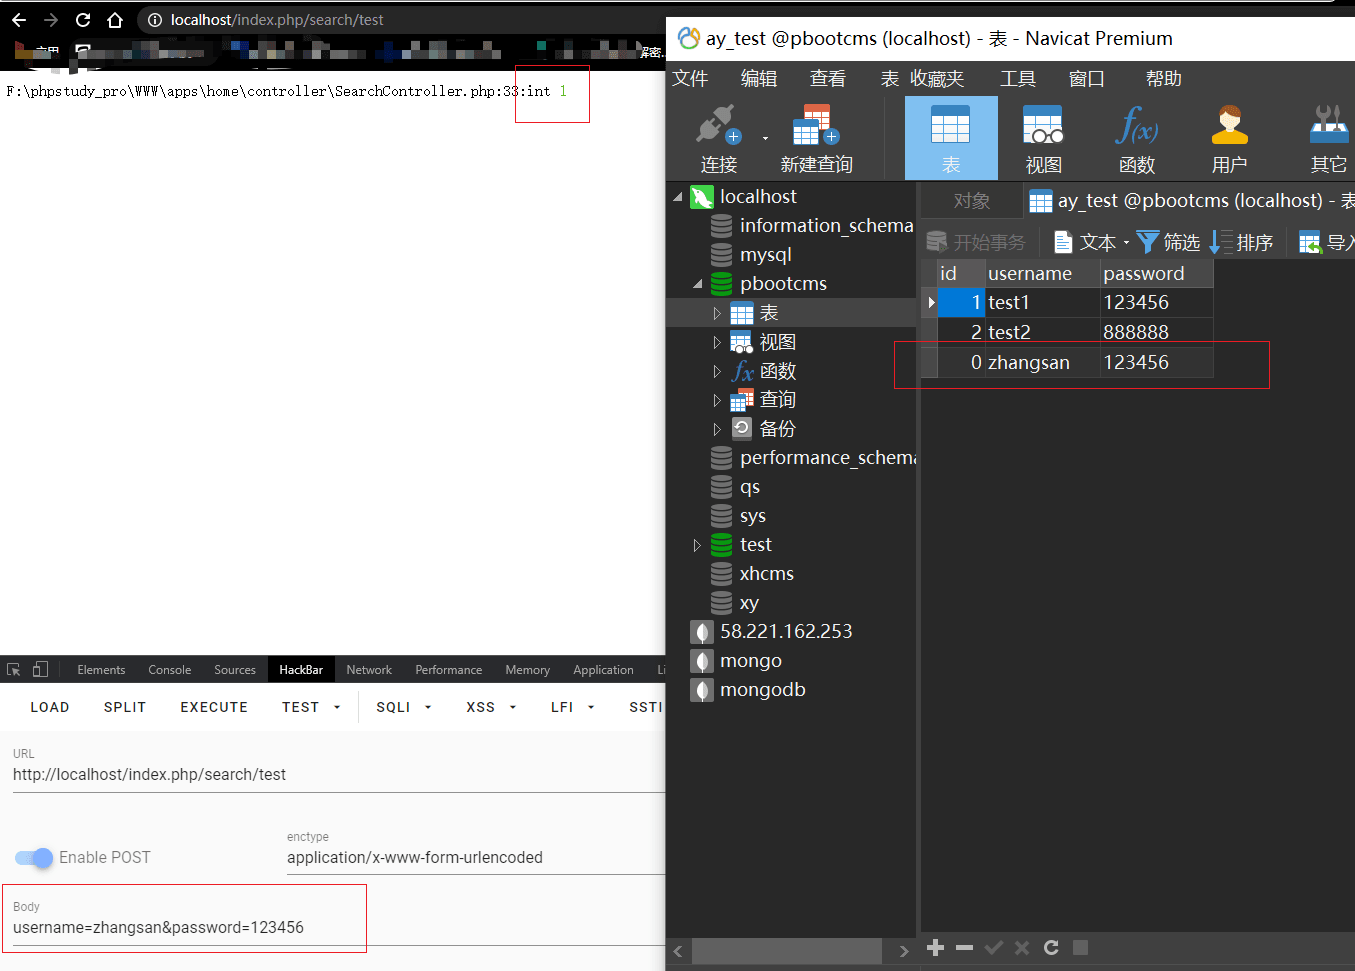 localhost/index.php/search/test
解密...
F:\phpstudy_pro\WWW\apps\home\controller\SearchController.php:33:int 1
Elements Console Sources HackBar Network Performance Memory Application Li
LOAD SPLIT EXECUTE TEST SQLI XSS LFI SSTI
URL
http://localhost/index.php/search/test
Enable POST
enctype
application/x-www-form-urlencoded
Body
username=zhangsan&password=123456
ay_test @pbootcms (localhost) - 表 - Navicat Premium
文件 编辑 查看 表 收藏夹 工具 窗口 帮助
连接 新建查询 表 视图 函数 用户 其它
localhost
information_schema
mysql
pbootcms
表
视图
函数
查询
备份
performance_schema
qs
sys
test
xhcms
xy
58.221.162.253
mongo
mongodb
对象 ay_test @pbootcms (localhost) - 表
开始事务 文本 筛选 排序 导入
id username password
1 test1 123456
2 test2 888888
0 zhangsan 123456